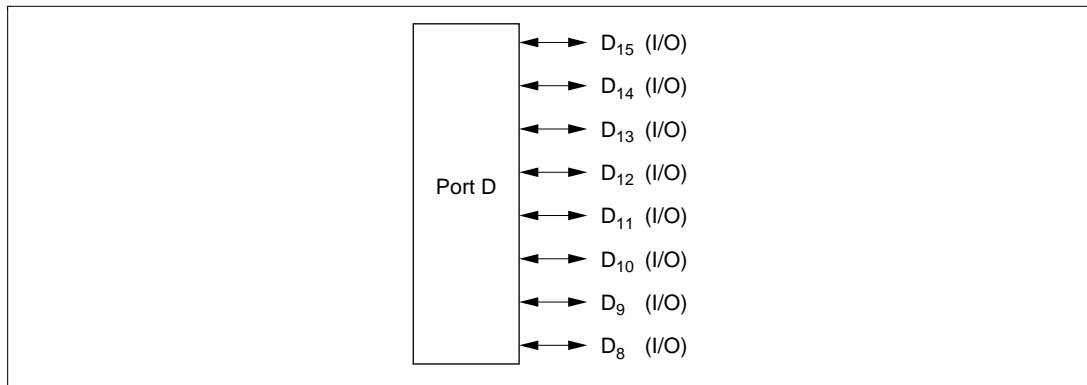 D15 (I/O)
D14 (I/O)
D13 (I/O)
D12 (I/O)
Port D
D11 (I/O)
D10 (I/O)
D9 (I/O)
D8 (I/O)